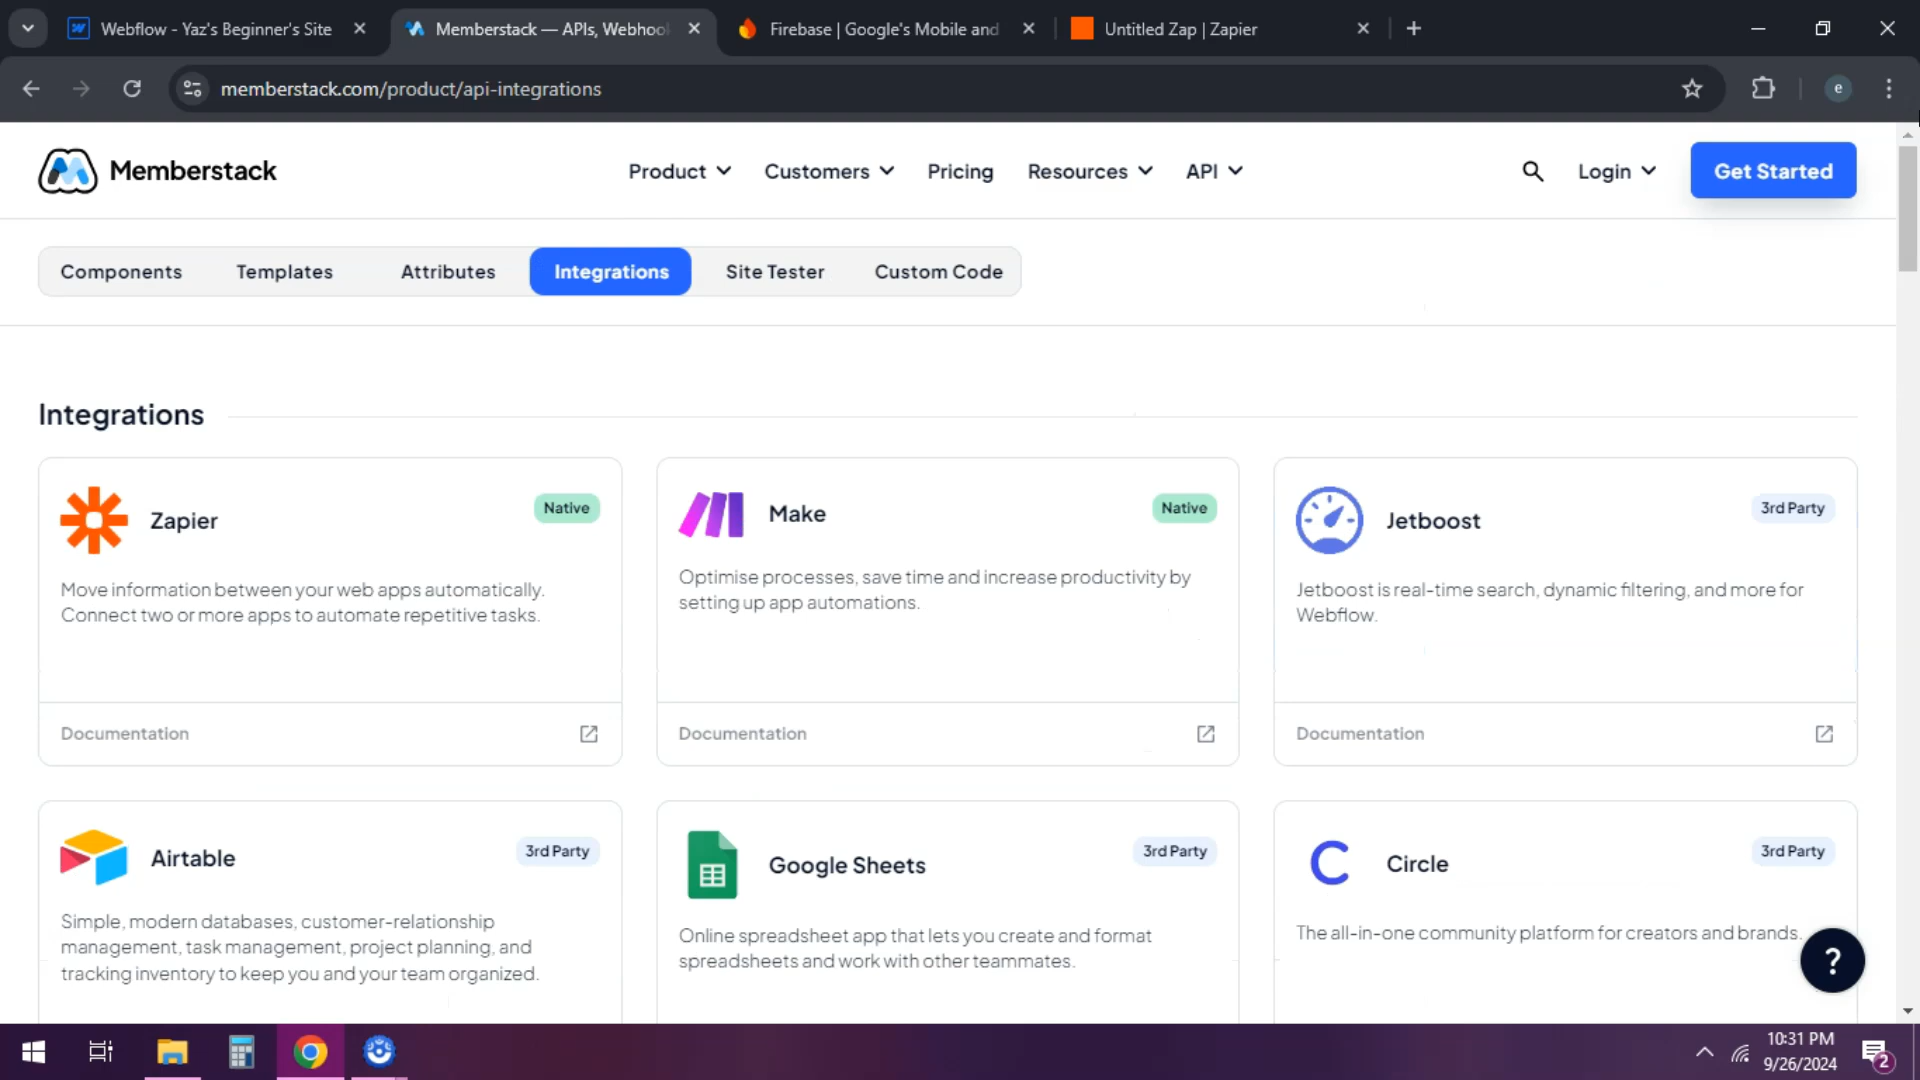 Webflow - Yaz's Beginner's Site
Memberstack — APIs, Webhoo
Firebase | Google's Mobile and
Untitled Zap | Zapier
memberstack.com/product/api-integrations
e
Memberstack
Product
Customers
Pricing
Resources
API
Login
Get Started
Components
Templates
Attributes
Integrations
Site Tester
Custom Code
Integrations
Zapier
Native
Move information between your web apps automatically.
Connect two or more apps to automate repetitive tasks.
Documentation
Make
Native
Optimise processes, save time and increase productivity by
setting up app automations.
Documentation
Jetboost
3rd Party
Jetboost is real-time search, dynamic filtering, and more for
Webflow.
Documentation
Airtable
3rd Party
Simple, modern databases, customer-relationship
management, task management, project planning, and
tracking inventory to keep you and your team organized.
Google Sheets
3rd Party
Online spreadsheet app that lets you create and format
spreadsheets and work with other teammates.
Circle
3rd Party
The all-in-one community platform for creators and brands.
?
10:31 PM
9/26/2024
2